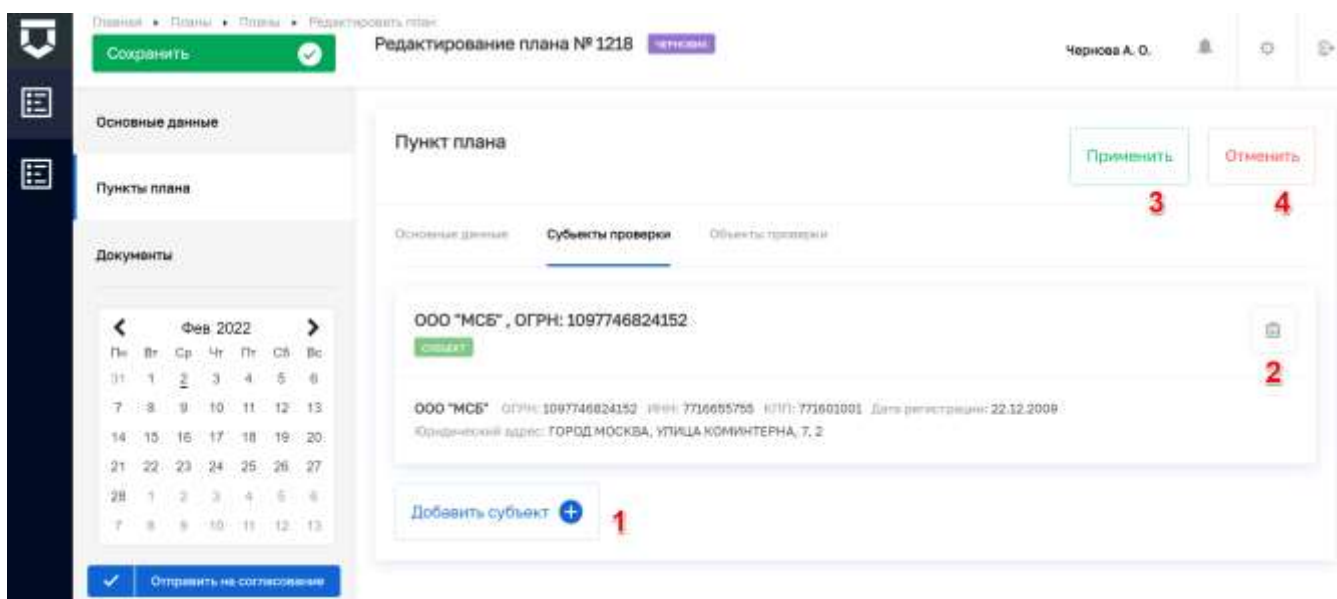 Главная • Планы • Планы • Редактировать план
Сохранить
Редактирование плана № 1218 ЧЕРНОВИК
Чернова А. О.
Основные данные
Пункты плана
Документы
Пункт плана
Применить
Отменить
3
4
Основные данные Субъекты проверки Объекты проверки
ООО "МСБ" , ОГРН: 1097746824152
СУБЪЕКТ
2
ООО "МСБ" ОГРН: 1097746824152 ИНН: 7716655755 КПП: 771601001 Дата регистрации: 22.12.2009
Юридический адрес: ГОРОД МОСКВА, УЛИЦА КОМИНТЕРНА, 7, 2
Добавить субъект
1
Фев 2022
Пн Вт Ср Чт Пт Сб Вс
31 1 2 3 4 5 6
7 8 9 10 11 12 13
14 15 16 17 18 19 20
21 22 23 24 25 26 27
28 1 2 3 4 5 6
7 8 9 10 11 12 13
Отправить на согласование